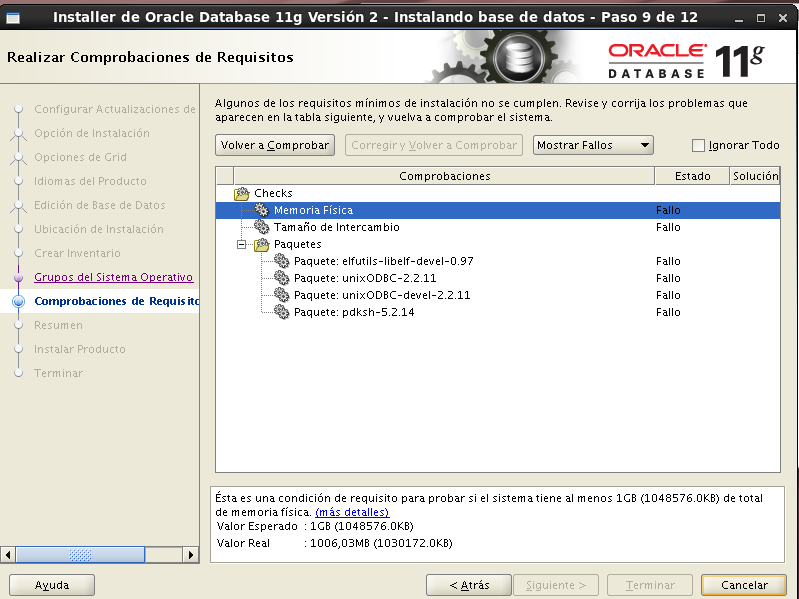 Installer de Oracle Database 11g Versión 2 - Instalando base de datos - Paso 9 de 12
Realizar Comprobaciones de Requisitos
ORACLE
DATABASE
11g
Configurar Actualizaciones de
Opción de Instalación
Opciones de Grid
Idiomas del Producto
Edición de Base de Datos
Ubicación de Instalación
Crear Inventario
Grupos del Sistema Operativo
Comprobaciones de Requisito
Resumen
Instalar Producto
Terminar
Algunos de los requisitos mínimos de instalación no se cumplen. Revise y corrija los problemas que
aparecen en la tabla siguiente, y vuelva a comprobar el sistema.
Volver a Comprobar
Corregir y Volver a Comprobar
Mostrar Fallos
Ignorar Todo
Comprobaciones Estado Solución
Checks
Memoria Física Fallo
Tamaño de Intercambio Fallo
Paquetes
Paquete: elfutils-libelf-devel-0.97 Fallo
Paquete: unixODBC-2.2.11 Fallo
Paquete: unixODBC-devel-2.2.11 Fallo
Paquete: pdksh-5.2.14 Fallo
Ésta es una condición de requisito para probar si el sistema tiene al menos 1GB (1048576.0KB) de total
de memoria física. (más detalles)
Valor Esperado : 1GB (1048576.0KB)
Valor Real : 1006,03MB (1030172.0KB)
Ayuda
< Atrás
Siguiente >
Terminar
Cancelar